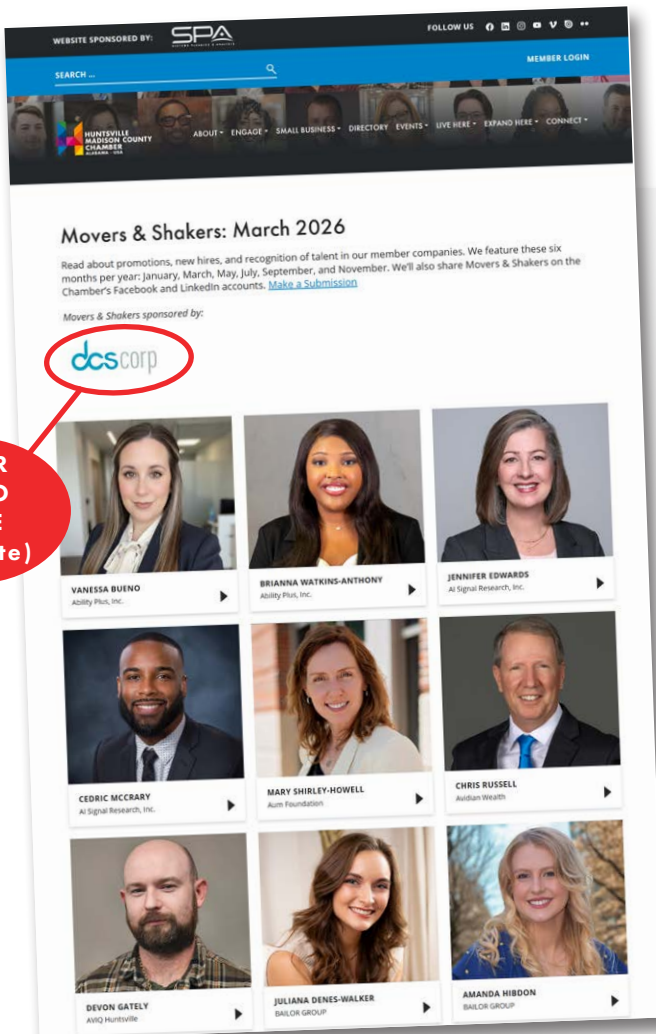 WEBSITE SPONSORED BY:
SPA
FOLLOW US
SEARCH ...
MEMBER LOGIN
HUNTSVILLE
MADISON COUNTY
CHAMBER
ALABAMA · USA
ABOUT ENGAGE SMALL BUSINESS DIRECTORY EVENTS LIVE HERE EXPAND HERE CONNECT
Movers & Shakers: March 2026
Read about promotions, new hires, and recognition of talent in our member companies. We feature these six
months per year: January, March, May, July, September, and November. We'll also share Movers & Shakers on the
Chamber's Facebook and LinkedIn accounts. Make a Submission
Movers & Shakers sponsored by:
dcscorp
VANESSA BUENO
Ability Plus, Inc.
BRIANNA WATKINS-ANTHONY
Ability Plus, Inc.
JENNIFER EDWARDS
AI Signal Research, Inc.
CEDRIC MCCRARY
AI Signal Research, Inc.
MARY SHIRLEY-HOWELL
Aum Foundation
CHRIS RUSSELL
Avidian Wealth
DEVON GATELY
AVIQ Huntsville
JULIANA DENES-WALKER
BAILOR GROUP
AMANDA HIBDON
BAILOR GROUP